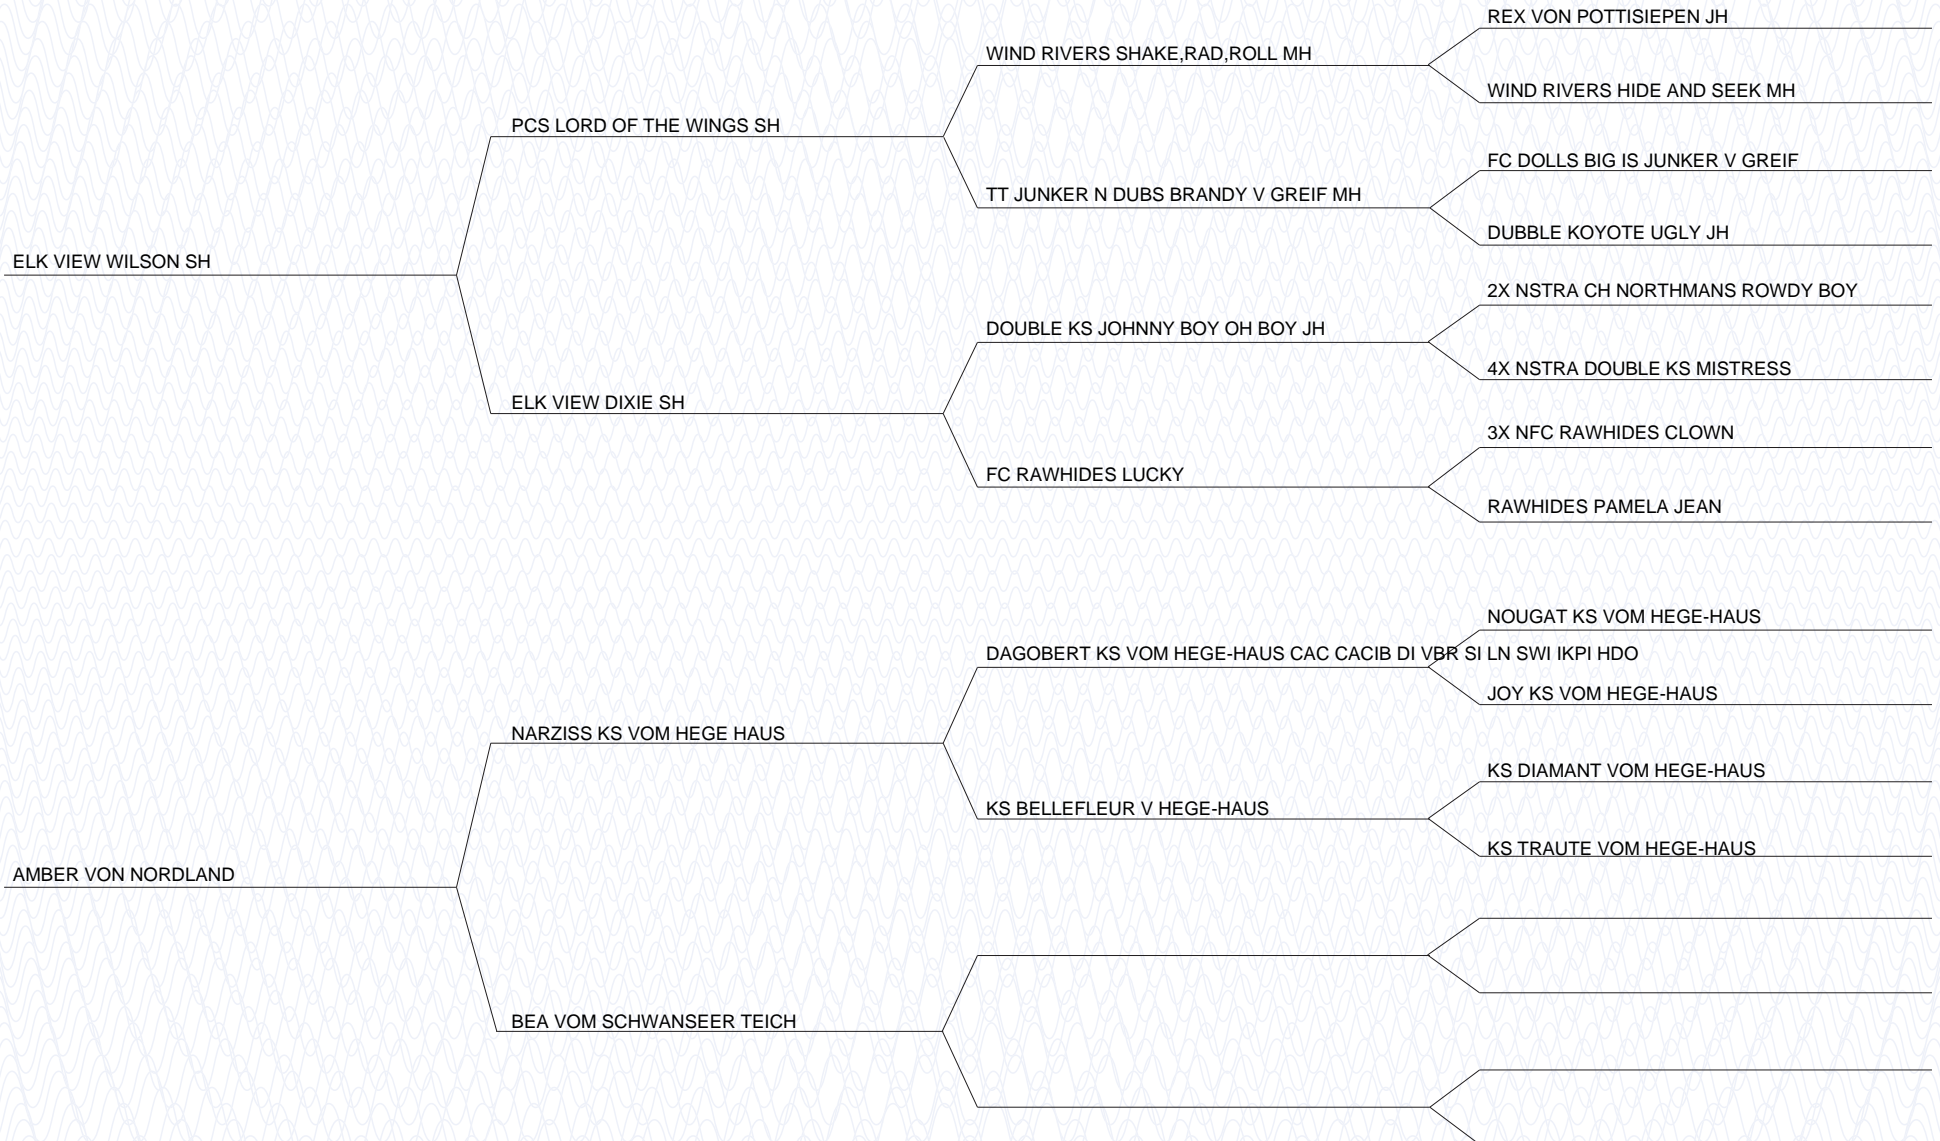 REX VON POTTISIEPEN JH
WIND RIVERS SHAKE,RAD,ROLL MH
WIND RIVERS HIDE AND SEEK MH
PCS LORD OF THE WINGS SH
FC DOLLS BIG IS JUNKER V GREIF
TT JUNKER N DUBS BRANDY V GREIF MH
DUBBLE KOYOTE UGLY JH
ELK VIEW WILSON SH
2X NSTRA CH NORTHMANS ROWDY BOY
DOUBLE KS JOHNNY BOY OH BOY JH
4X NSTRA DOUBLE KS MISTRESS
ELK VIEW DIXIE SH
3X NFC RAWHIDES CLOWN
FC RAWHIDES LUCKY
RAWHIDES PAMELA JEAN
NOUGAT KS VOM HEGE-HAUS
DAGOBERT KS VOM HEGE-HAUS CAC CACIB DI VBR SI LN SWI IKPI HDO
JOY KS VOM HEGE-HAUS
NARZISS KS VOM HEGE HAUS
KS DIAMANT VOM HEGE-HAUS
KS BELLEFLEUR V HEGE-HAUS
KS TRAUTE VOM HEGE-HAUS
AMBER VON NORDLAND
BEA VOM SCHWANSEER TEICH